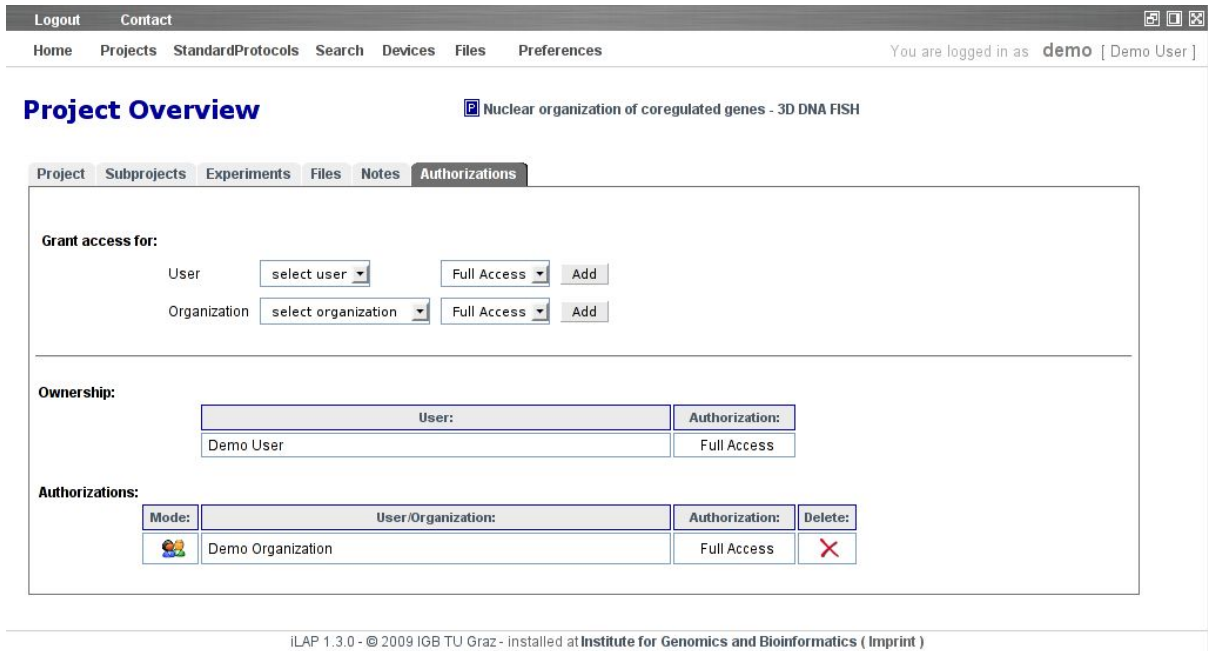 Logout Contact
Home Projects StandardProtocols Search Devices Files Preferences You are logged in as demo [ Demo User ]
Project Overview P Nuclear organization of coregulated genes - 3D DNA FISH
Project Subprojects Experiments Files Notes Authorizations
Grant access for:
User select user Full Access Add
Organization select organization Full Access Add
Ownership:
User: Authorization:
Demo User Full Access
Authorizations:
Mode: User/Organization: Authorization: Delete:
Demo Organization Full Access
iLAP 1.3.0 - © 2009 IGB TU Graz - installed at Institute for Genomics and Bioinformatics ( Imprint )